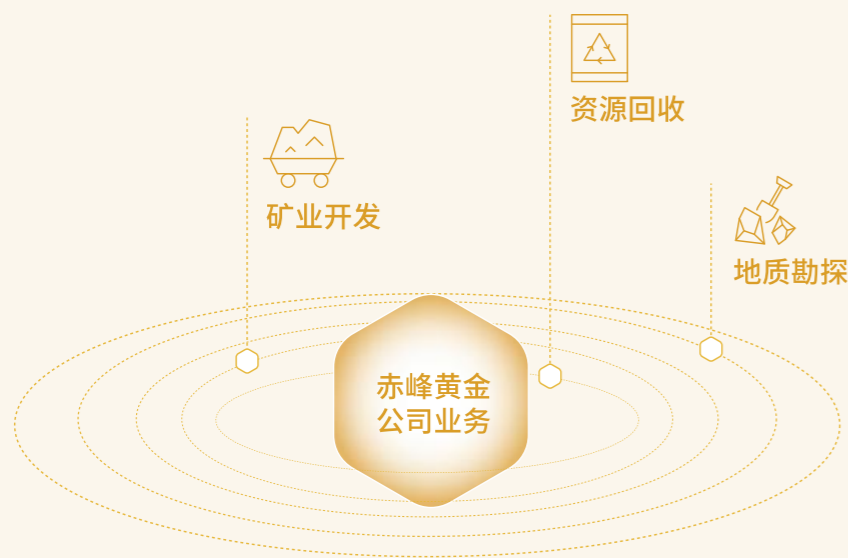 资源回收
矿业开发
地质勘探
赤峰黄金
公司业务